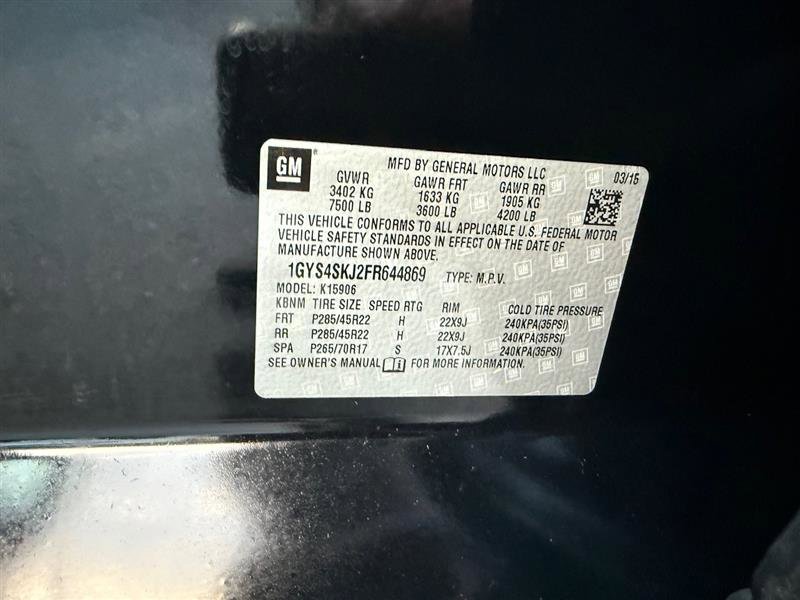 GM
MFD BY GENERAL MOTORS LLC 03/15
GVWR GAWR FRT GAWR RR
3402 KG 1633 KG 1905 KG
7500 LB 3600 LB 4200 LB
THIS VEHICLE CONFORMS TO ALL APPLICABLE U.S. FEDERAL MOTOR
VEHICLE SAFETY STANDARDS IN EFFECT ON THE DATE OF
MANUFACTURE SHOWN ABOVE.
1GYS4SKJ2FR644869 TYPE: M.P.V.
MODEL: K15906
KBNM TIRE SIZE SPEED RTG RIM COLD TIRE PRESSURE
FRT P285/45R22 H 22X9J 240KPA(35PSI)
RR P285/45R22 H 22X9J 240KPA(35PSI)
SPA P265/70R17 S 17X7.5J 240KPA(35PSI)
SEE OWNER'S MANUAL FOR MORE INFORMATION.